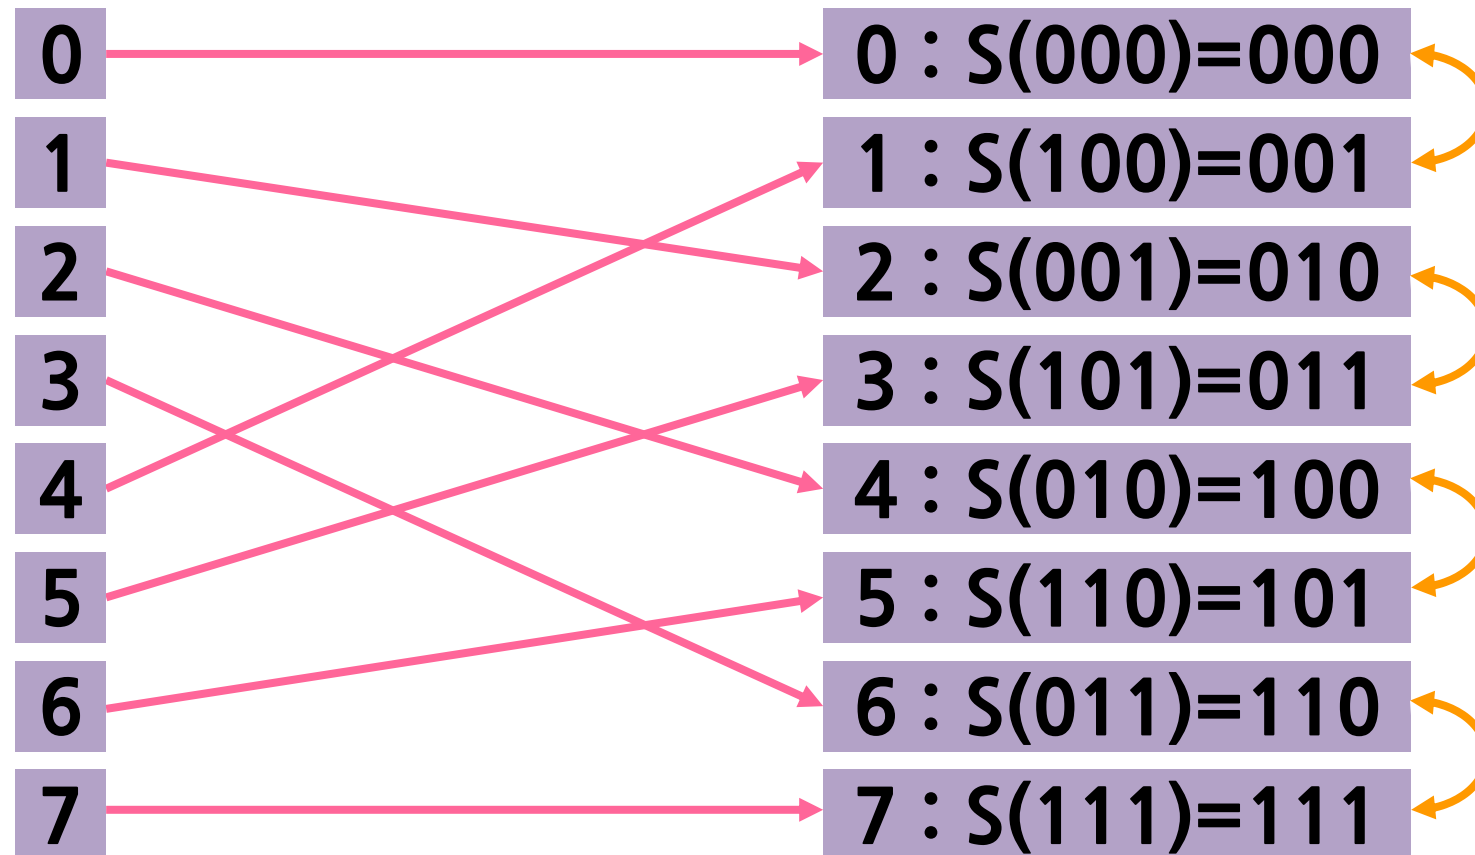 0 0：S(000)=000
1 1：S(100)=001
2 2：S(001)=010
3 3：S(101)=011
4 4：S(010)=100
5 5：S(110)=101
6 6：S(011)=110
7 7：S(111)=111